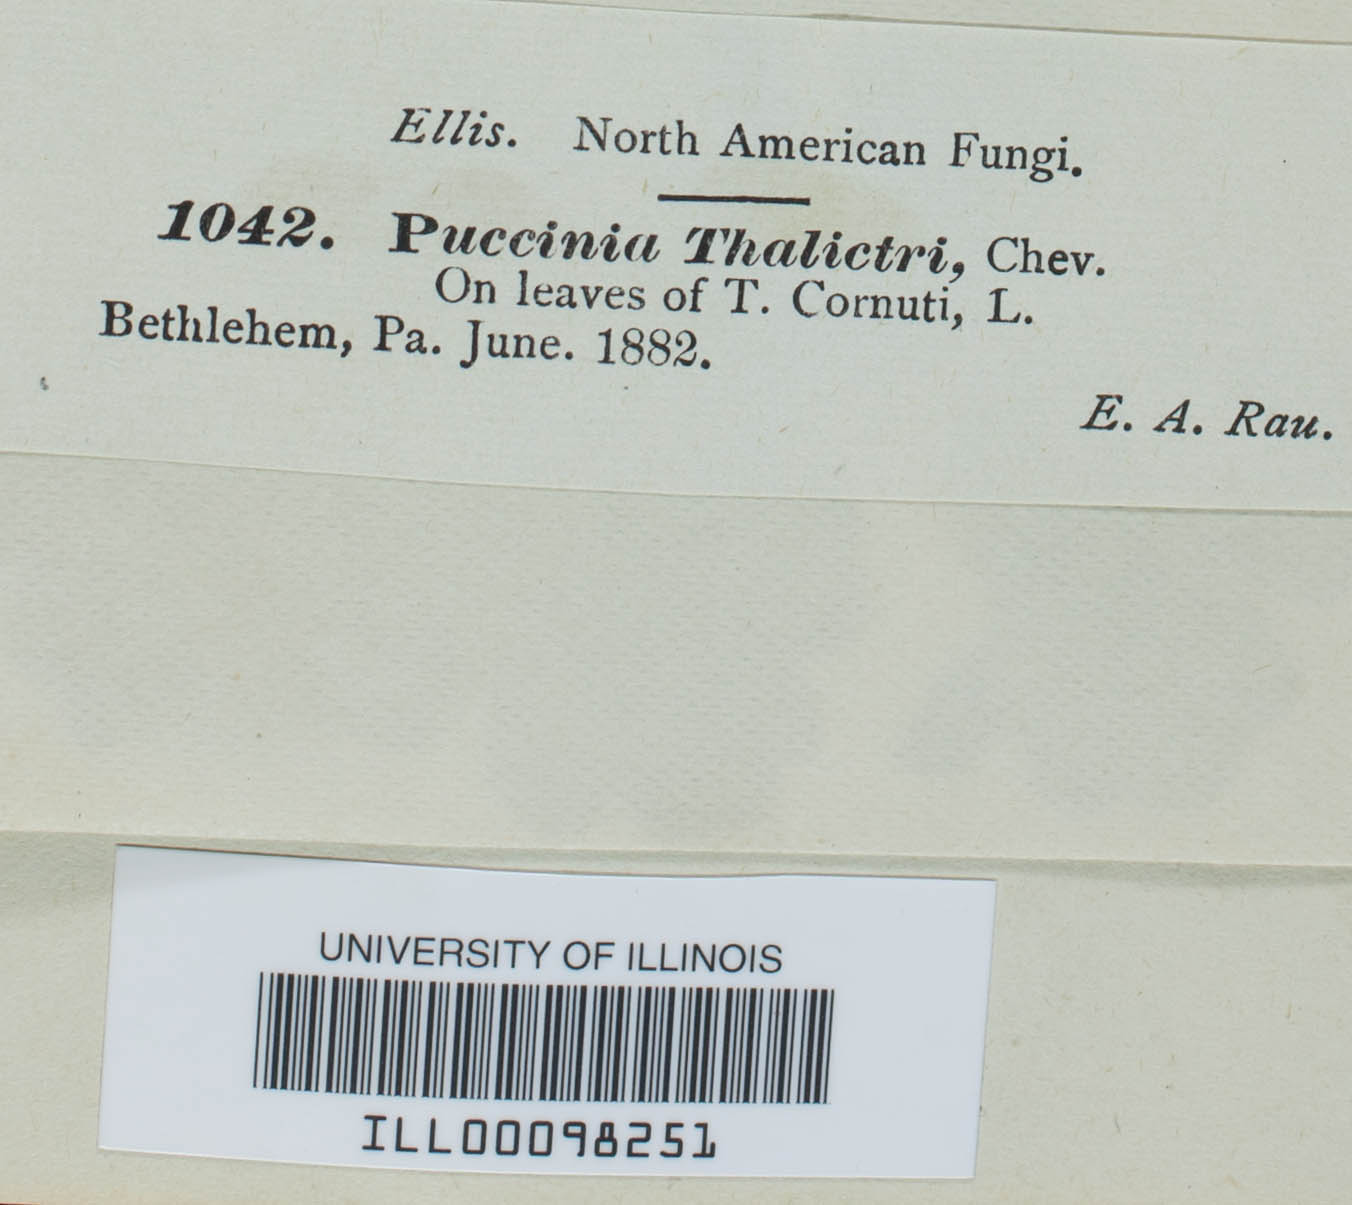 Ellis. North American Fungi.
1042. Puccinia Thalictri, Chev.
On leaves of T. Cornuti, L.
Bethlehem, Pa. June. 1882.
E. A. Rau.
UNIVERSITY OF ILLINOIS
ILL00098251